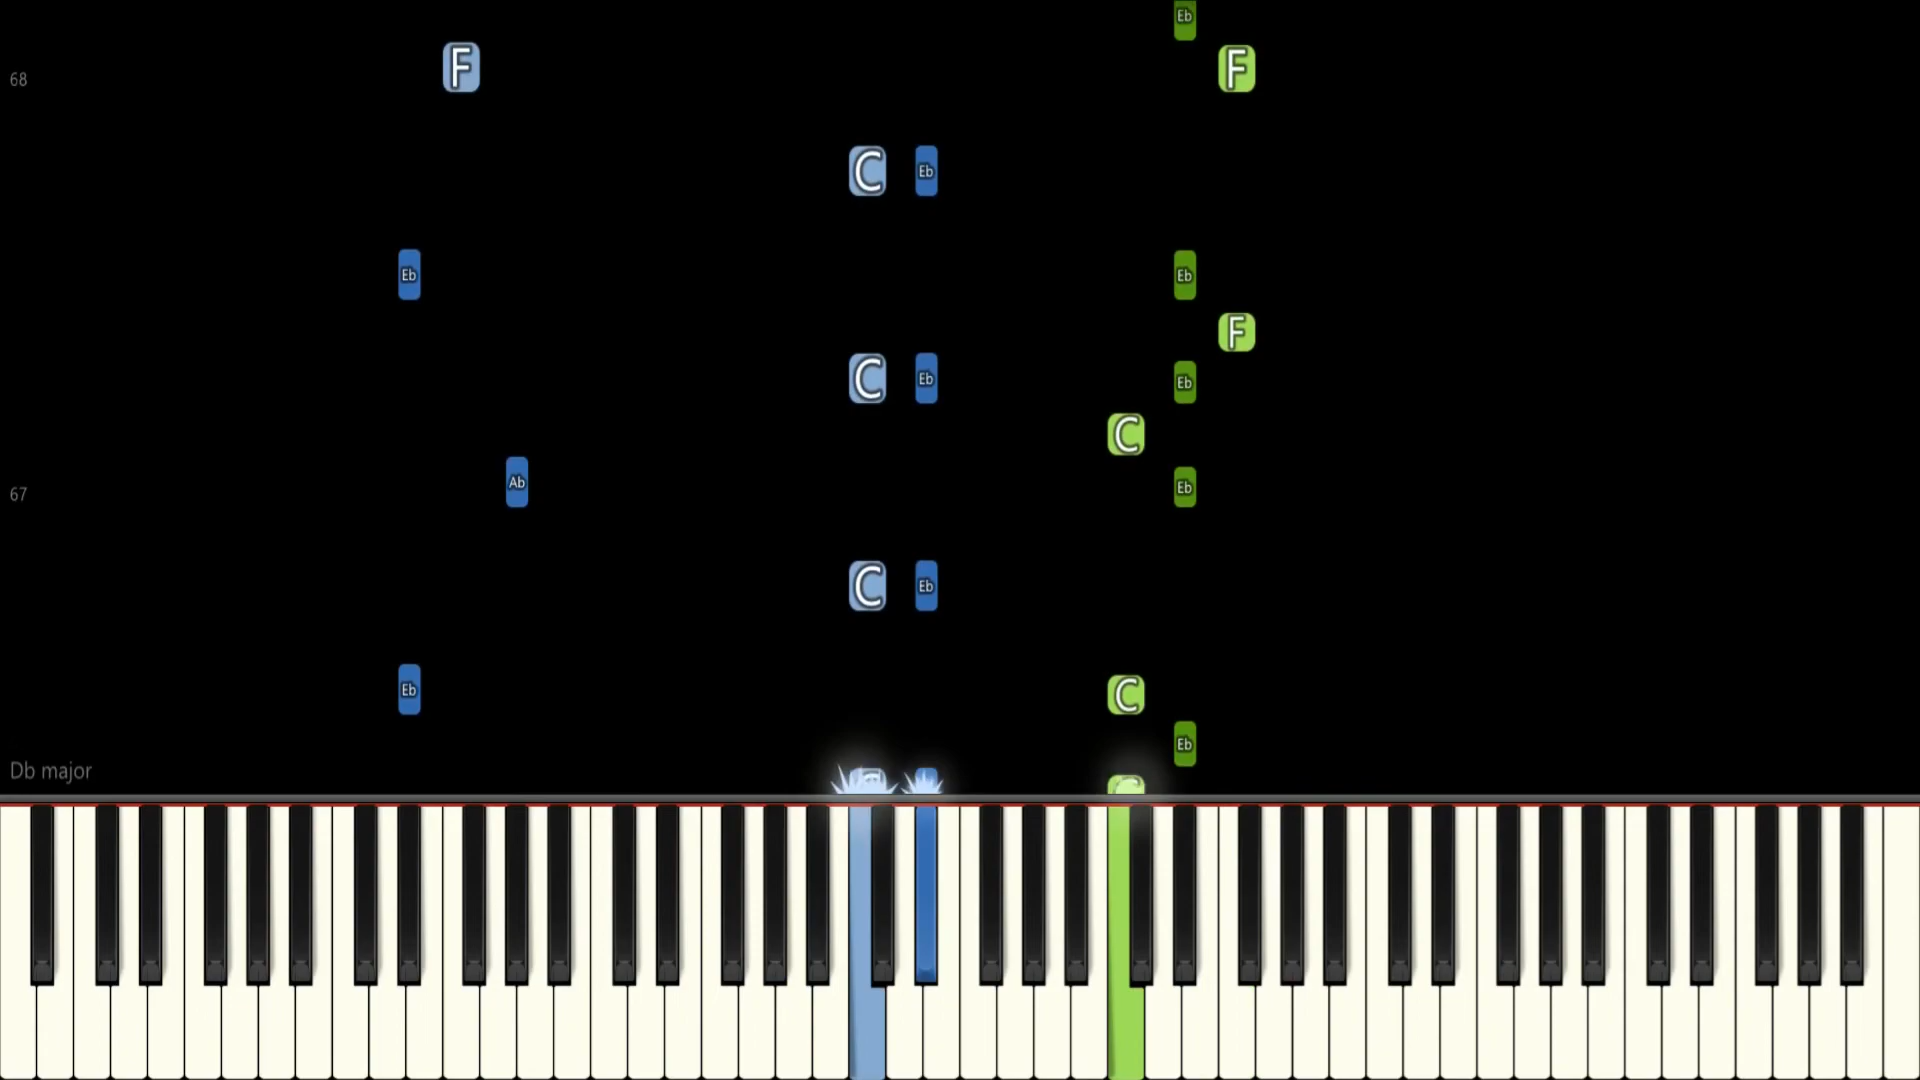 Eb
68 F F
C Eb
Eb Eb
F
C Eb Eb
C
67 Ab Eb
C Eb
Eb C
Eb
Db major
C C